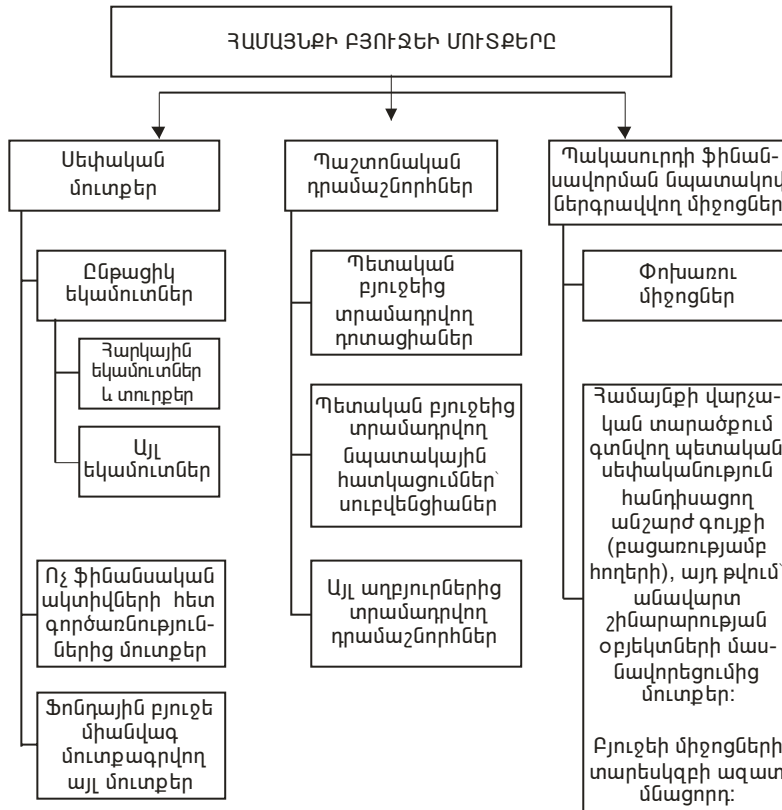 ՀԱՄԱՅՆՔԻ ԲՅՈՒՋԵԻ ՄՈՒՏՔԵՐԸ
Սեփական
մուտքեր
Ընթացիկ
եկամուտներ
Հարկային
եկամուտներ
և տուրքեր
Այլ
եկամուտներ
Ոչ ֆինանսական
ակտիվների հետ
գործառնություն-
ներից մուտքեր
Ֆոնդային բյուջե
միանվագ
մուտքագրվող
այլ մուտքեր
Պաշտոնական
դրամաշնորհներ
Պետական
բյուջեից
տրամադրվող
դոտացիաներ
Պետական բյուջեից
տրամադրվող
նպատակային
հատկացումներ՝
սուբվենցիաներ
Այլ աղբյուրներից
տրամադրվող
դրամաշնորհներ
Պակասուրդի ֆինան-
սավորման նպատակով
ներգրավվող միջոցներ
Փոխառու
միջոցներ
Համայնքի վարչա-
կան տարածքում
գտնվող պետական
սեփականություն
հանդիսացող
անշարժ գույքի
(բացառությամբ
հողերի), այդ թվում՝
անավարտ
շինարարության
օբյեկտների մաս-
նավորեցումից
մուտքեր:
Բյուջեի միջոցների
տարեսկզբի ազատ
մնացորդ: